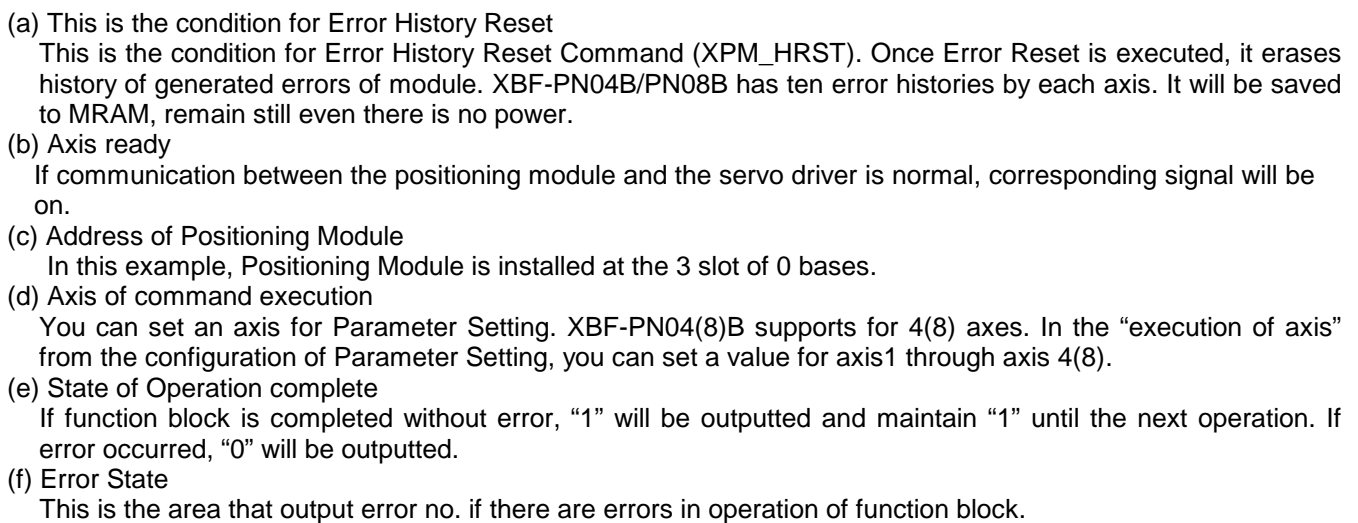 (a) This is the condition for Error History Reset
This is the condition for Error History Reset Command (XPM_HRST). Once Error Reset is executed, it erases
history of generated errors of module. XBF-PN04B/PN08B has ten error histories by each axis. It will be saved
to MRAM, remain still even there is no power.
(b) Axis ready
If communication between the positioning module and the servo driver is normal, corresponding signal will be
on.
(c) Address of Positioning Module
In this example, Positioning Module is installed at the 3 slot of 0 bases.
(d) Axis of command execution
You can set an axis for Parameter Setting. XBF-PN04(8)B supports for 4(8) axes. In the “execution of axis”
from the configuration of Parameter Setting, you can set a value for axis1 through axis 4(8).
(e) State of Operation complete
If function block is completed without error, “1” will be outputted and maintain “1” until the next operation. If
error occurred, “0” will be outputted.
(f) Error State
This is the area that output error no. if there are errors in operation of function block.